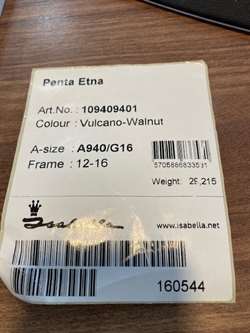 Penta Etna
Art.No. : 109409401
Colour : Vulcano-Walnut
A-size : A940/G16
Frame : 12-16
Weight: 29,215
Isabella
www.isabella.net
160544